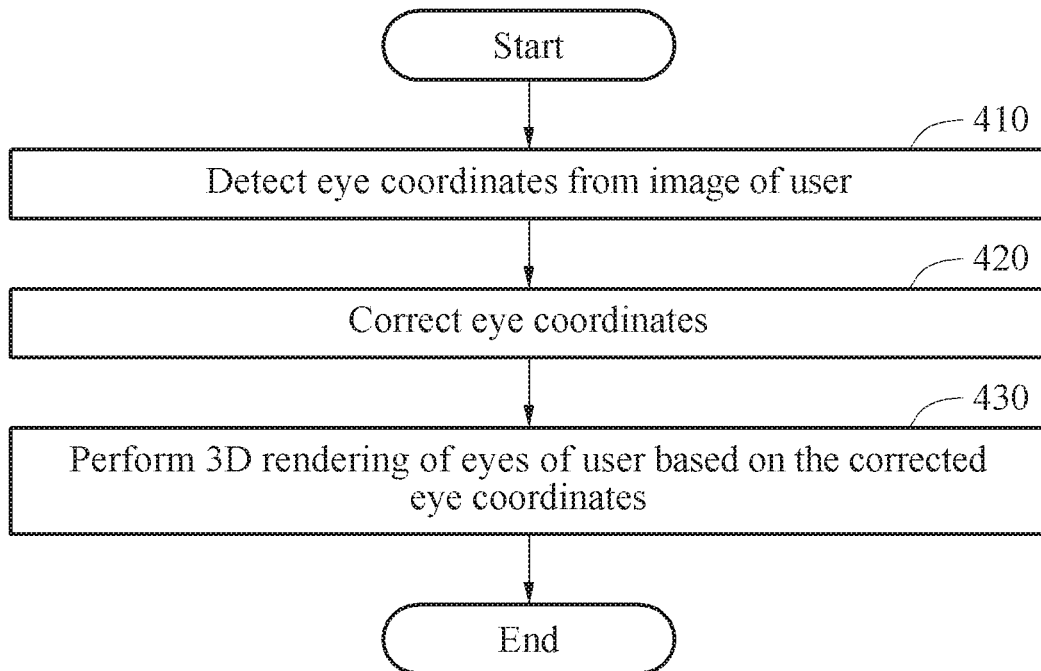 Start
410
Detect eye coordinates from image of user
420
Correct eye coordinates
430
Perform 3D rendering of eyes of user based on the corrected
eye coordinates
End